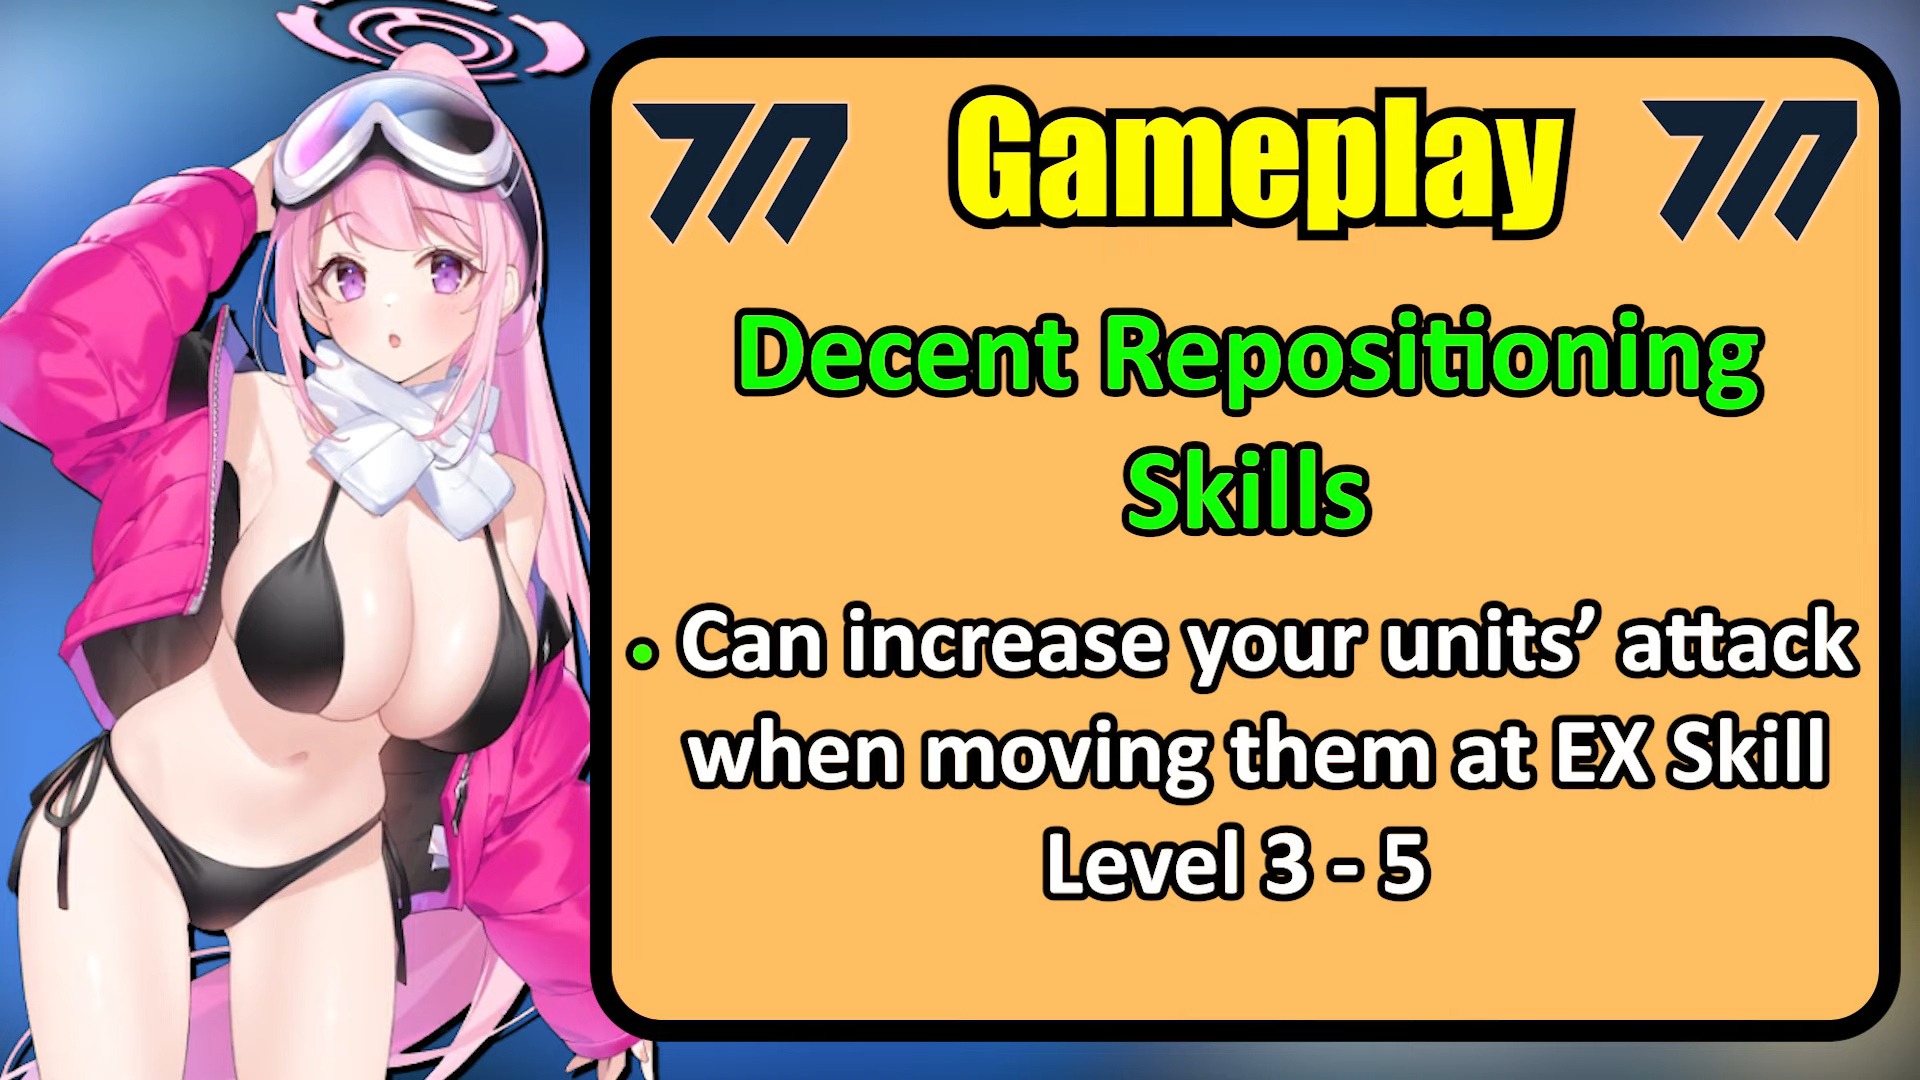 Gameplay
Decent Repositioning
Skills
• Can increase your units’ attack
when moving them at EX Skill
Level 3 - 5